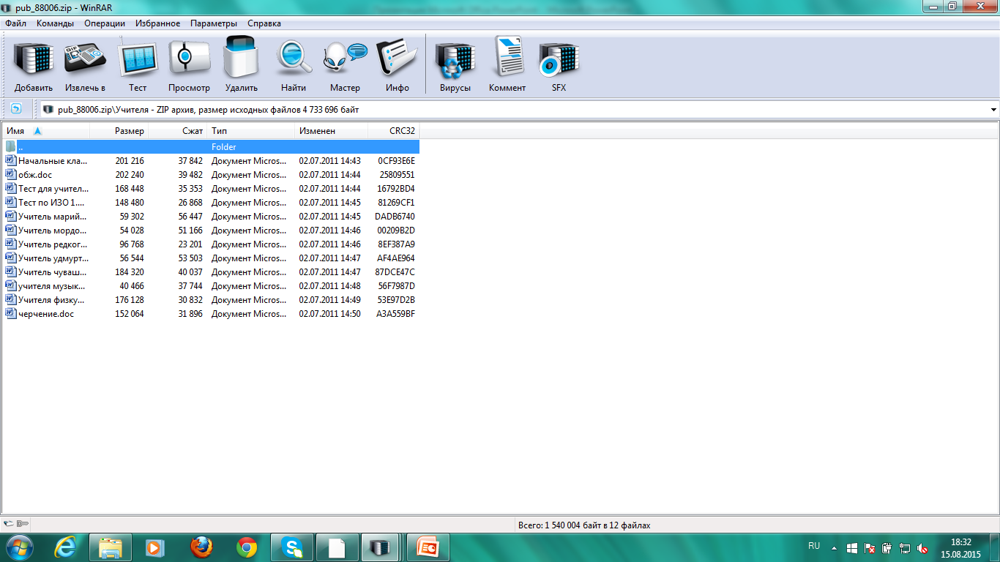 pub_88006.zip - WinRAR
Файл Команды Операции Избранное Параметры Справка
Добавить Извлечь в Тест Просмотр Удалить Найти Мастер Инфо Вирусы Коммент SFX
pub_88006.zip\Учителя - ZIP архив, размер исходных файлов 4 733 696 байт
Имя Размер Сжат Тип Изменен CRC32
.. Folder
Начальные кла... 201 216 37 842 Документ Micros... 02.07.2011 14:43 0CF93E6E
обж.doc 202 240 39 482 Документ Micros... 02.07.2011 14:44 25809551
Тест для учител... 168 448 35 353 Документ Micros... 02.07.2011 14:44 16792BD4
Тест по ИЗО 1.... 148 480 26 868 Документ Micros... 02.07.2011 14:45 81269CF1
Учитель марий... 59 302 56 447 Документ Micros... 02.07.2011 14:45 DADB6740
Учитель мордо... 54 028 51 166 Документ Micros... 02.07.2011 14:46 00209B2D
Учитель редког... 96 768 23 201 Документ Micros... 02.07.2011 14:46 8EF387A9
Учитель удмурт... 56 544 53 503 Документ Micros... 02.07.2011 14:47 AF4AE964
Учитель чуваш... 184 320 40 037 Документ Micros... 02.07.2011 14:47 87DCE47C
учителя музык... 40 466 37 744 Документ Micros... 02.07.2011 14:48 56F7987D
Учителя физку... 176 128 30 832 Документ Micros... 02.07.2011 14:49 53E97D2B
черчение.doc 152 064 31 896 Документ Micros... 02.07.2011 14:50 A3A559BF
Всего: 1 540 004 байт в 12 файлах
RU
18:32
15.08.2015